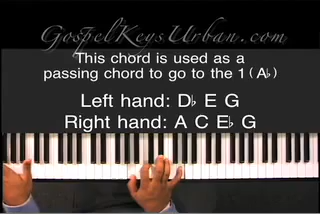 GospelKeysUrban.com
This chord is used as a
passing chord to go to the 1 (A♭)
Left hand: D♭ E G
Right hand: A C E♭ G